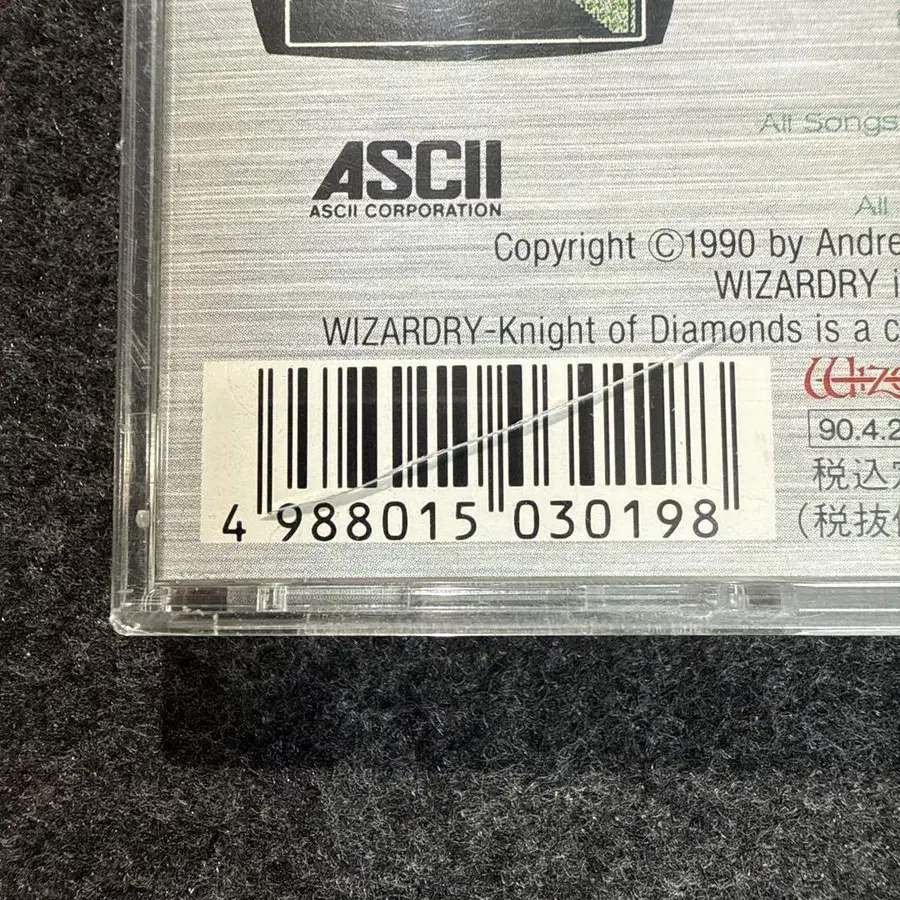 All Songs
ASCII
ASCII CORPORATION
All
Copyright ©1990 by Andre
WIZARDRY i
WIZARDRY-Knight of Diamonds is a c
90.4.2
税込
(税抜
4 988015 030198